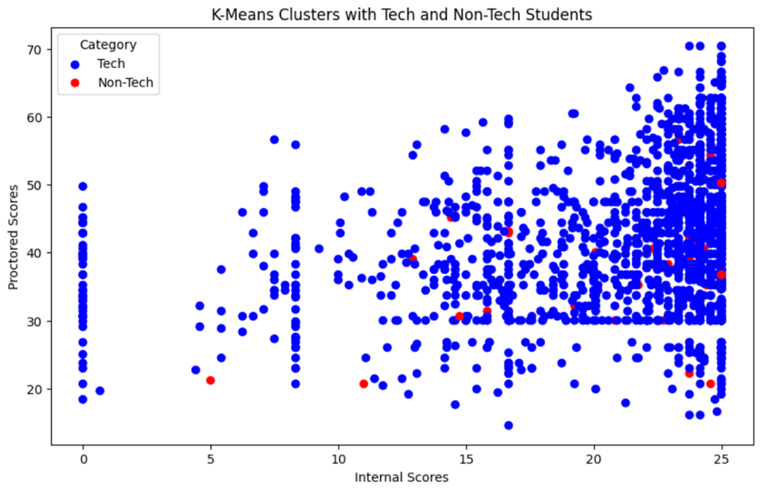 K-Means Clusters with Tech and Non-Tech Students
Category
Tech
Non-Tech
Proctored Scores
70
60
50
40
30
20
0 5 10 15 20 25
Internal Scores